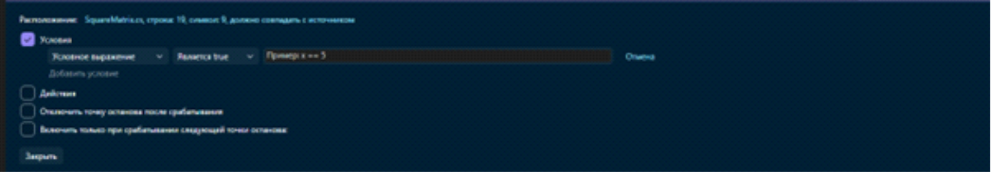 Расположение: SquareMatrix.cs, строка: 19, символ: 9, должно совпадать с источником
Условия
Условное выражение Является true Пример: x == 5 Отмена
Добавить условие
Действия
Отключить точку останова после срабатывания
Включить только при срабатывании следующей точки останова:
Закрыть